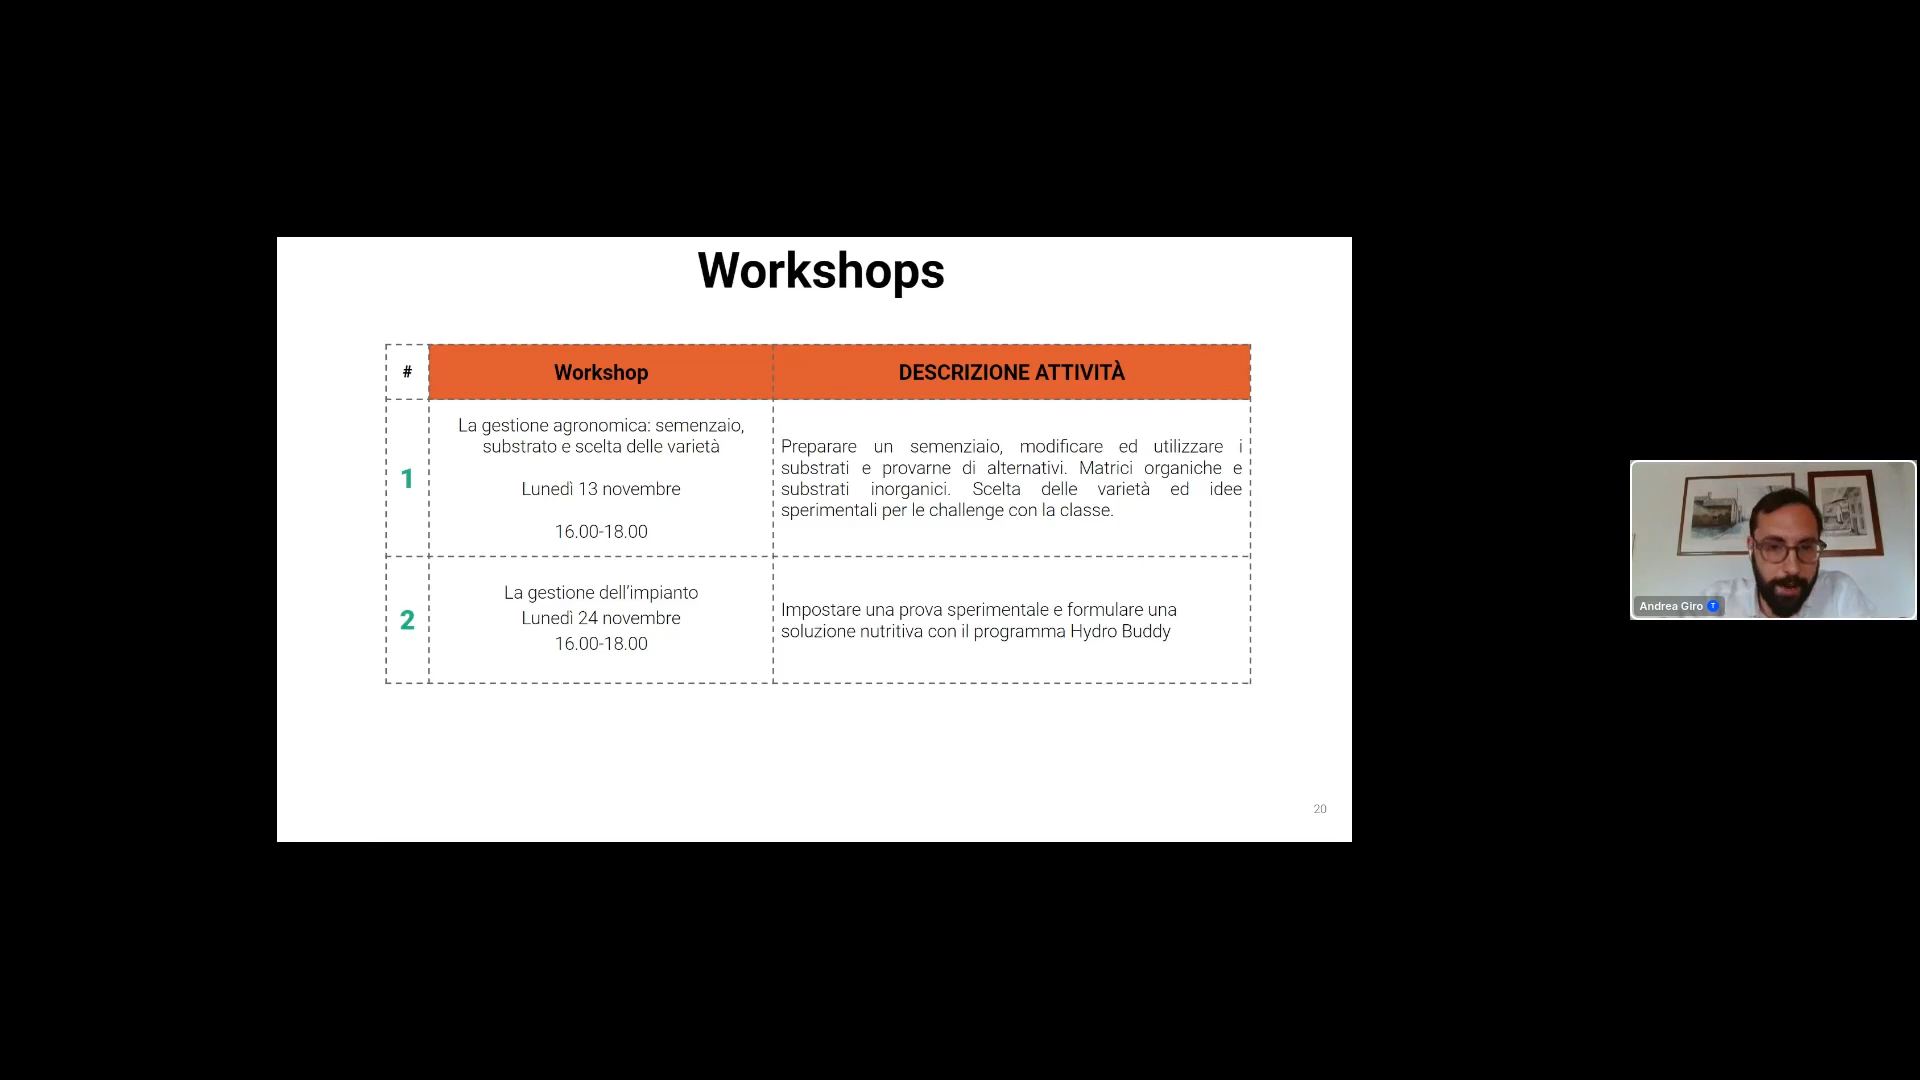 Workshops
#
Workshop
DESCRIZIONE ATTIVITÀ
1
La gestione agronomica: semenzaio,
substrato e scelta delle varietà
Lunedì 13 novembre
16.00-18.00
Preparare un semenziaio, modificare ed utilizzare i
substrati e provarne di alternativi. Matrici organiche e
substrati inorganici. Scelta delle varietà ed idee
sperimentali per le challenge con la classe.
2
La gestione dell’impianto
Lunedì 24 novembre
16.00-18.00
Impostare una prova sperimentale e formulare una
soluzione nutritiva con il programma Hydro Buddy
20
Andrea Giro T